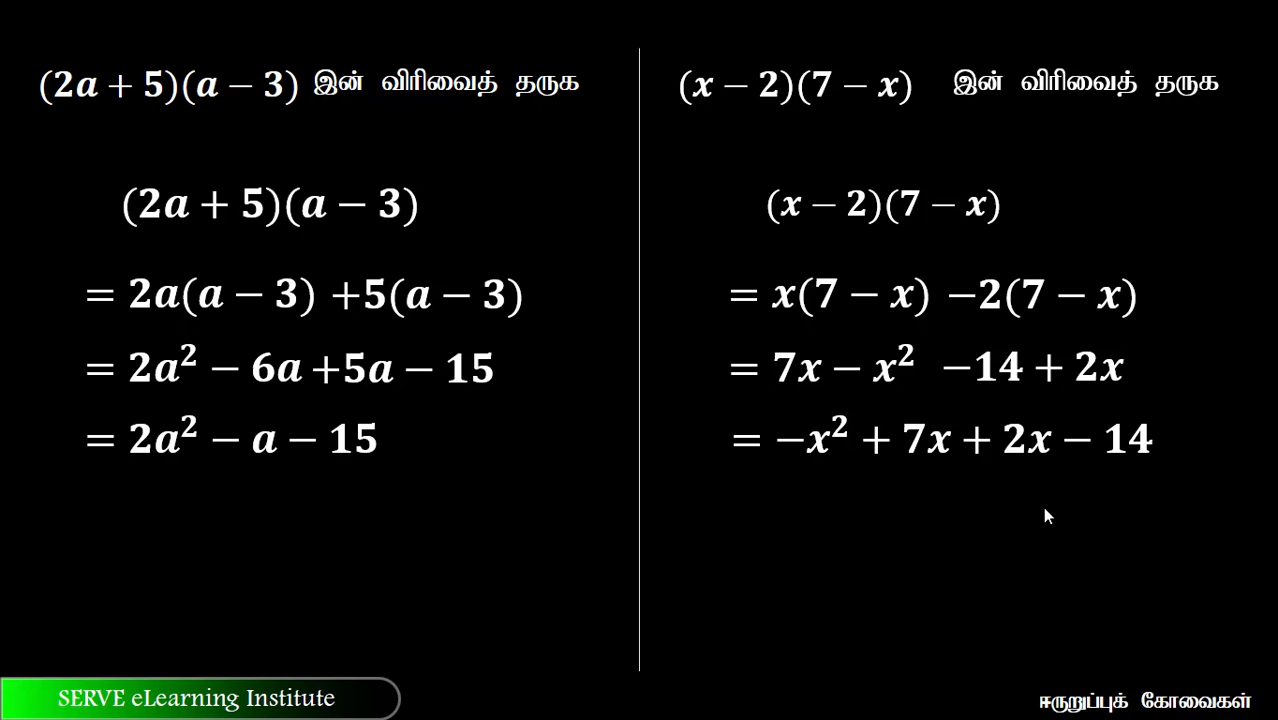 (2a + 5)(a − 3) இன் விரிவைத் தருக
(2a + 5)(a − 3)
= 2a(a − 3) +5(a − 3)
= 2a² − 6a +5a − 15
= 2a² − a − 15
(x − 2)(7 − x) இன் விரிவைத் தருக
(x − 2)(7 − x)
= x(7 − x) −2(7 − x)
= 7x − x² −14 + 2x
= −x² + 7x + 2x − 14
SERVE eLearning Institute
ஈருறுப்புக் கோவைகள்